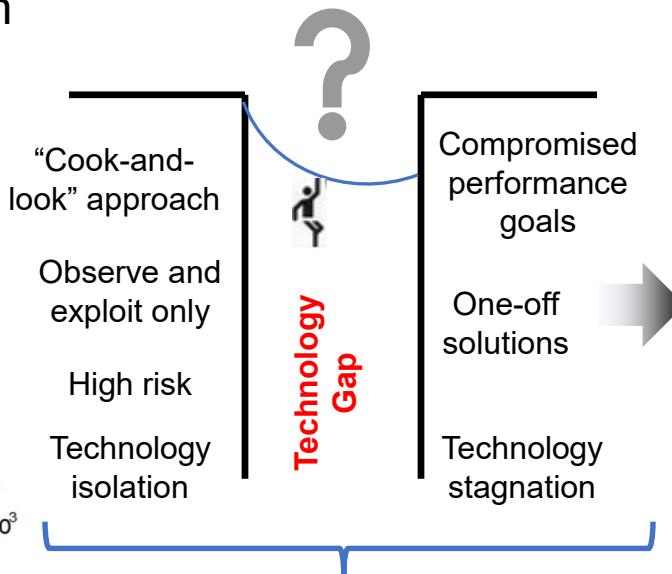 n
?
“Cook-and-
look” approach
Observe and
exploit only
High risk
Technology
isolation
Technology
Gap
Compromised
performance
goals
One-off
solutions
Technology
stagnation
0³